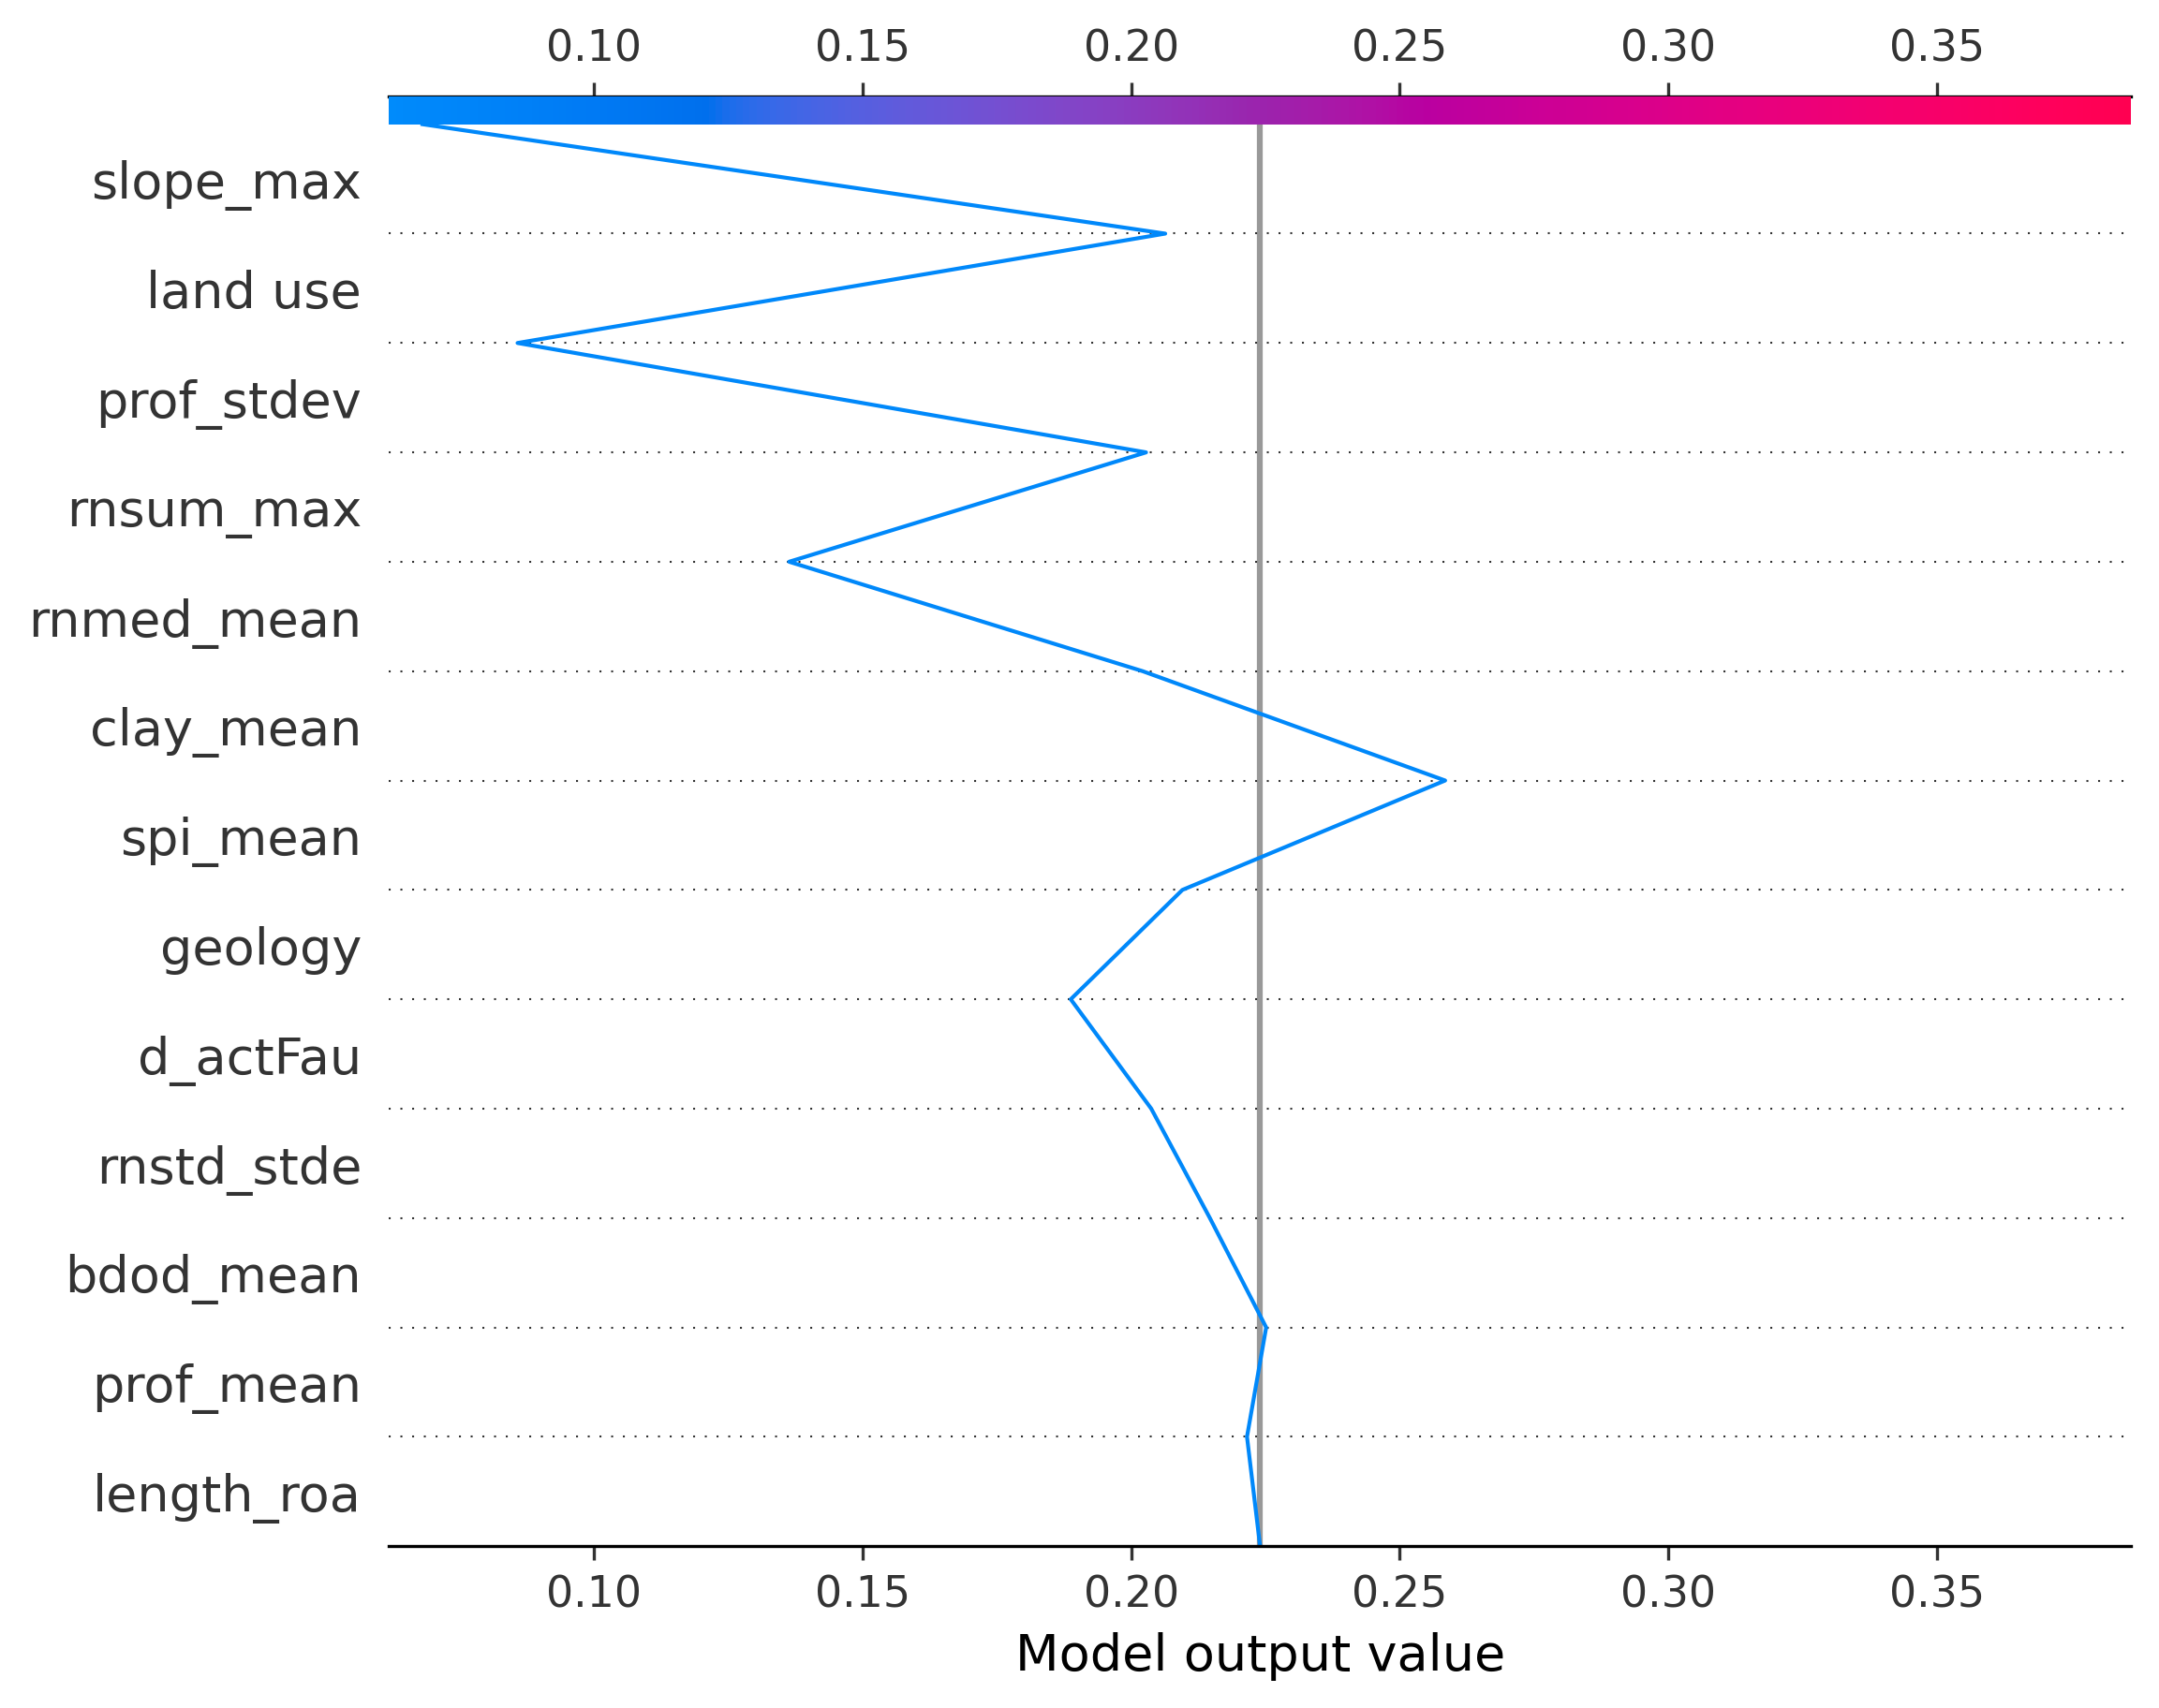 0.10 0.15 0.20 0.25 0.30 0.35
slope_max
land use
prof_stdev
rnsum_max
rnmed_mean
clay_mean
spi_mean
geology
d_actFau
rnstd_stde
bdod_mean
prof_mean
length_roa
0.10 0.15 0.20 0.25 0.30 0.35
Model output value